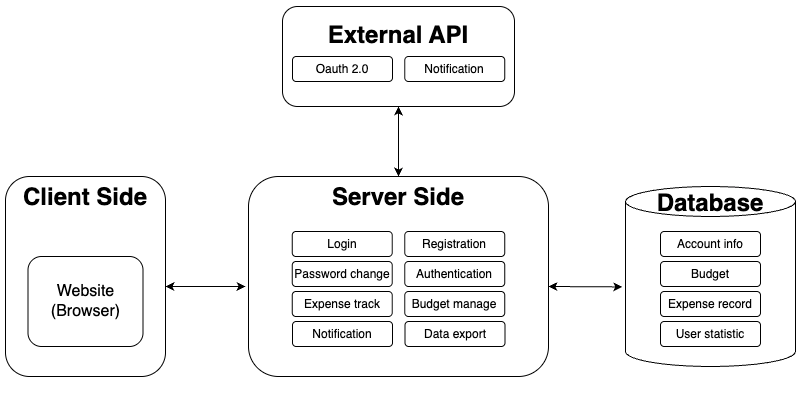 External API
Oauth 2.0
Notification
Client Side
Website
(Browser)
Server Side
Login
Registration
Password change
Authentication
Expense track
Budget manage
Notification
Data export
Database
Account info
Budget
Expense record
User statistic